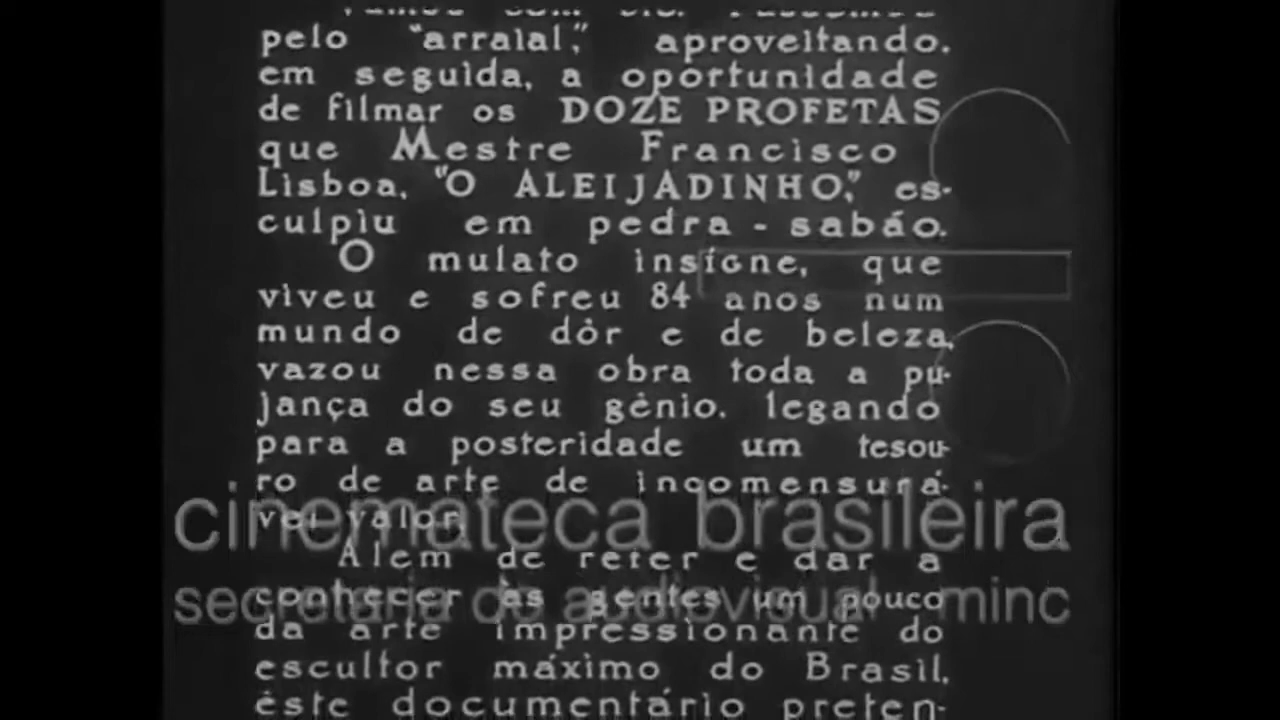 pelo "arraial", aproveitando,
em seguida, a oportunidade
de filmar os DOZE PROFETAS
que Mestre Francisco
Lisboa, "O ALEIJADINHO", es-
culpiu em pedra - sabáo.
O mulato insígne, que
viveu e sofreu 84 anos num
mundo de dôr e de beleza,
vazou nessa obra toda a pu-
jança do seu gênio, legando
para a posteridade um tesou-
ro de arte de incomensurá-
vel valor.
Alem de reter e dar a
conhecer às gentes um pouco
da arte impressionante do
escultor máximo do Brasil,
êste documentário preten-
cinemateca brasileira
secretaria do audiovisual minc